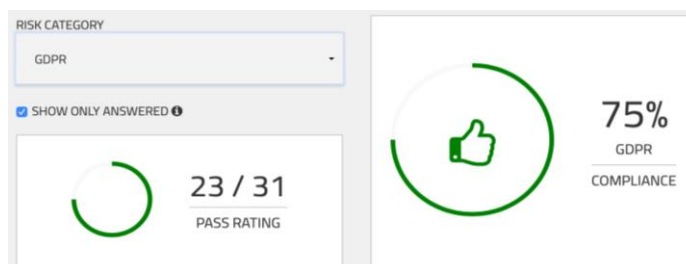 RISK CATEGORY
GDPR
SHOW ONLY ANSWERED
23 / 31
PASS RATING
75%
GDPR
COMPLIANCE